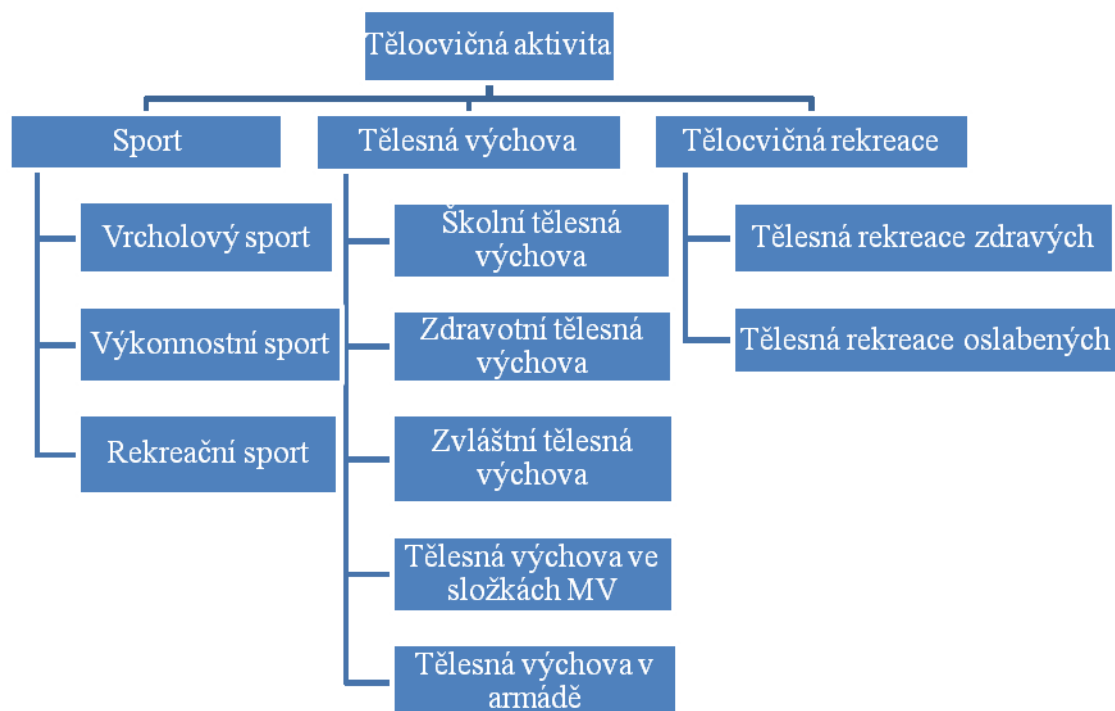 Tělocvičná aktivita
Sport
Tělesná výchova
Tělocvičná rekreace
Vrcholový sport
Výkonnostní sport
Rekreační sport
Školní tělesná
výchova
Zdravotní tělesná
výchova
Zvláštní tělesná
výchova
Tělesná výchova ve
složkách MV
Tělesná výchova v
armádě
Tělesná rekreace zdravých
Tělesná rekreace oslabených